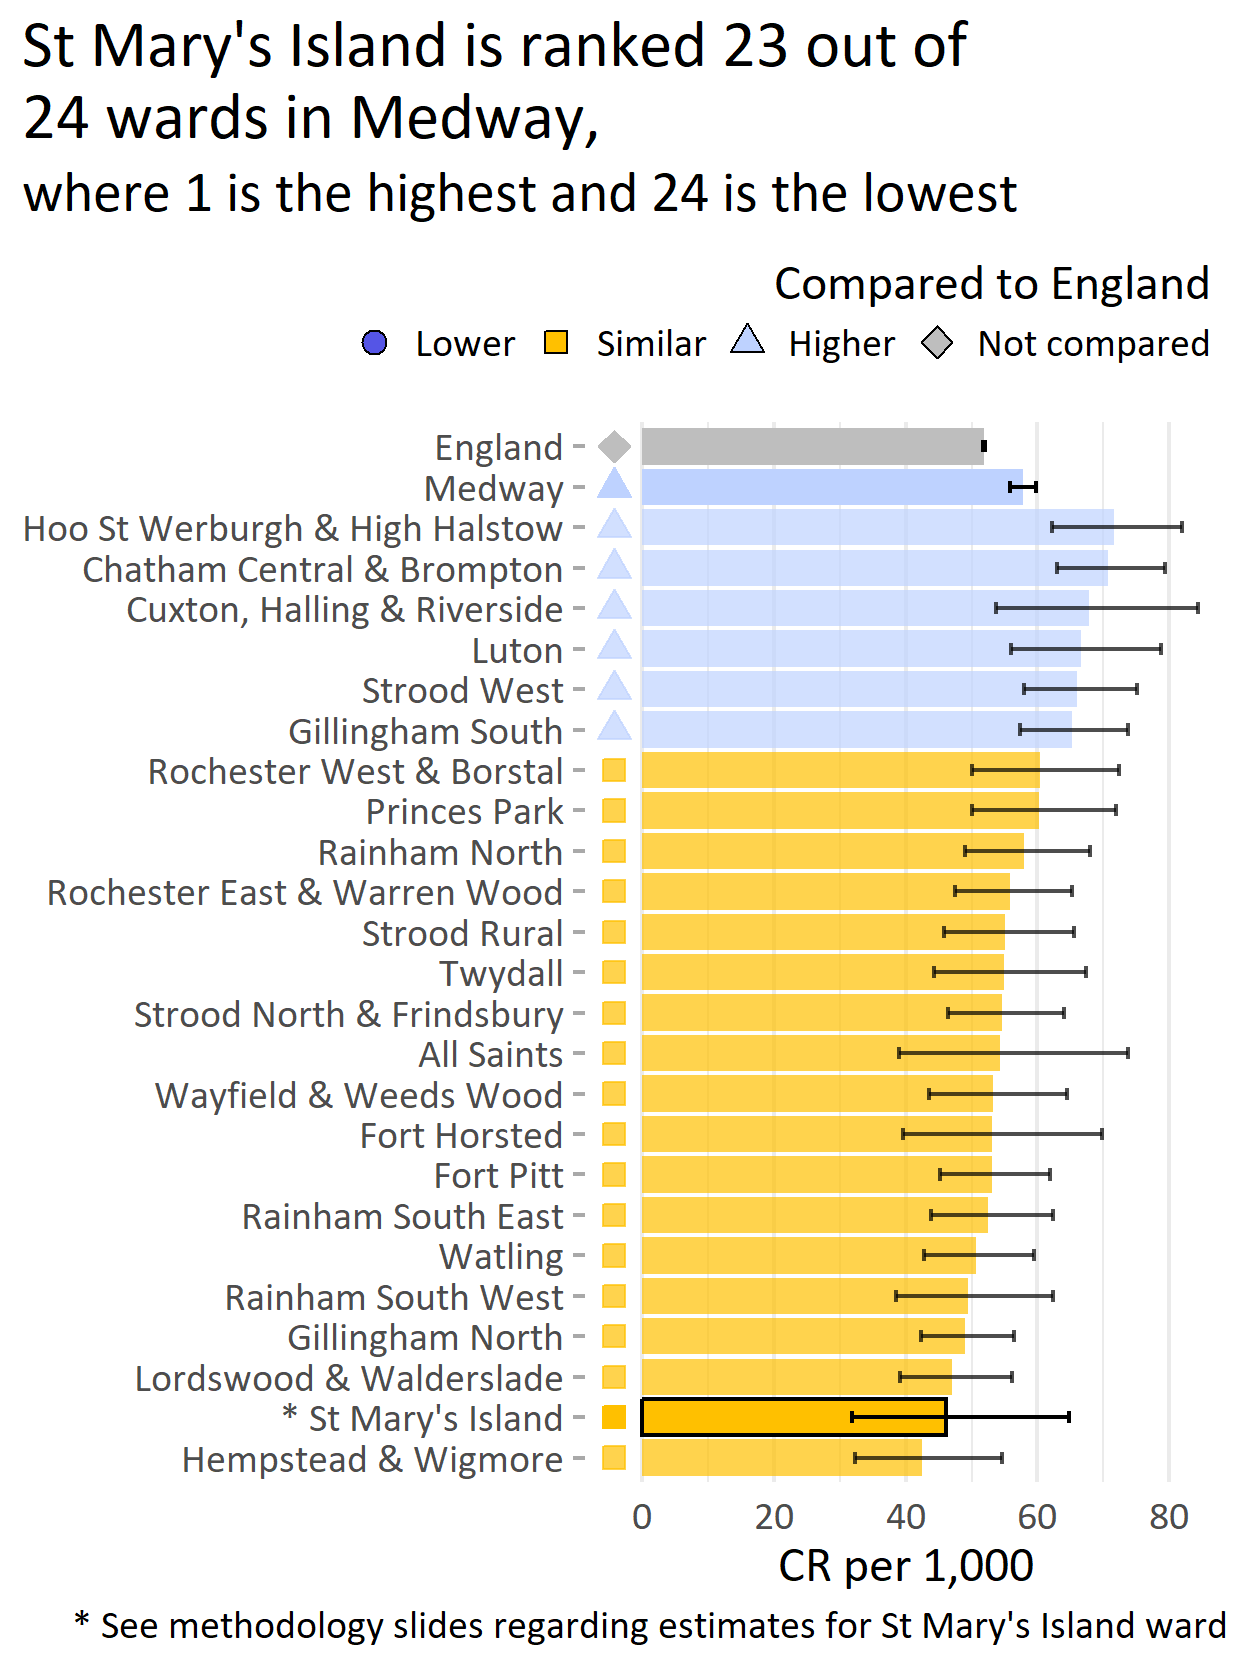 St Mary's Island is ranked 23 out of
24 wards in Medway,
where 1 is the highest and 24 is the lowest
Compared to England
Lower Similar Higher Not compared
England
Medway
Hoo St Werburgh & High Halstow
Chatham Central & Brompton
Cuxton, Halling & Riverside
Luton
Strood West
Gillingham South
Rochester West & Borstal
Princes Park
Rainham North
Rochester East & Warren Wood
Strood Rural
Twydall
Strood North & Frindsbury
All Saints
Wayfield & Weeds Wood
Fort Horsted
Fort Pitt
Rainham South East
Watling
Rainham South West
Gillingham North
Lordswood & Walderslade
* St Mary's Island
Hempstead & Wigmore
0 20 40 60 80
CR per 1,000
* See methodology slides regarding estimates for St Mary's Island ward